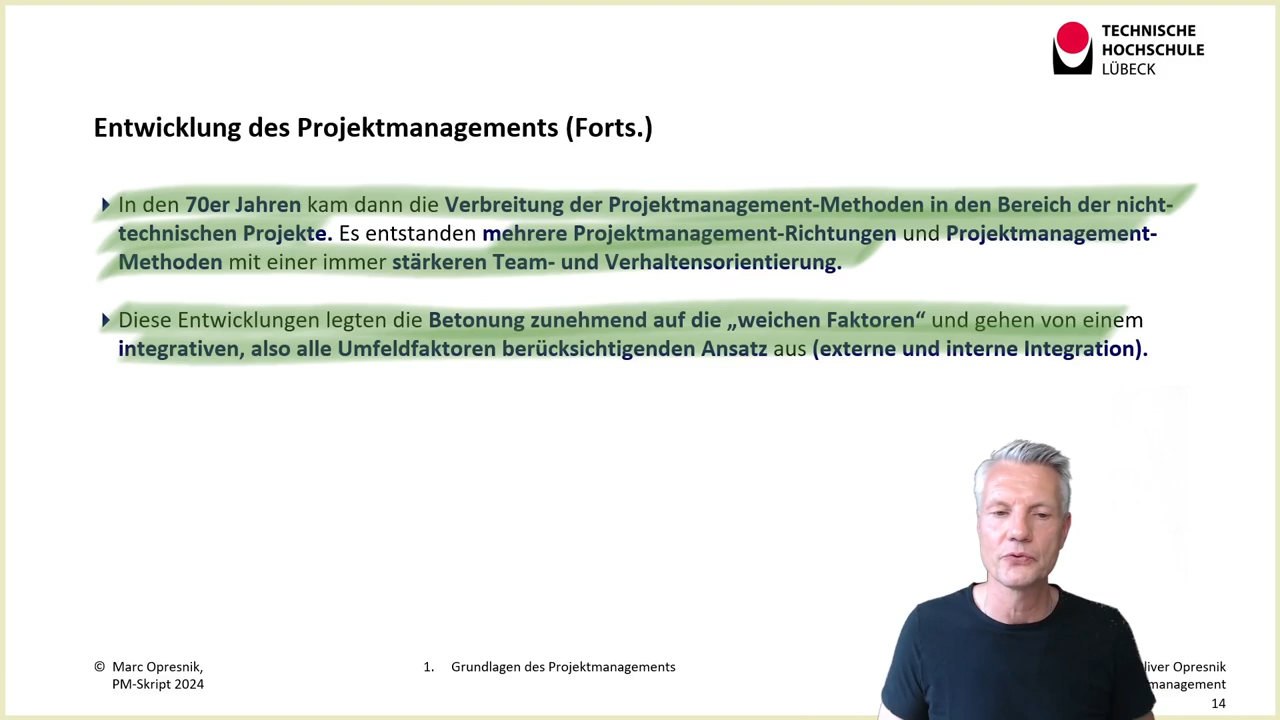 TECHNISCHE
HOCHSCHULE
LÜBECK
Entwicklung des Projektmanagements (Forts.)
In den 70er Jahren kam dann die Verbreitung der Projektmanagement-Methoden in den Bereich der nicht-
technischen Projekte. Es entstanden mehrere Projektmanagement-Richtungen und Projektmanagement-
Methoden mit einer immer stärkeren Team- und Verhaltensorientierung.
Diese Entwicklungen legten die Betonung zunehmend auf die „weichen Faktoren“ und gehen von einem
integrativen, also alle Umfeldfaktoren berücksichtigenden Ansatz aus (externe und interne Integration).
© Marc Opresnik,
PM-Skript 2024
1. Grundlagen des Projektmanagements
liver Opresnik
management
14